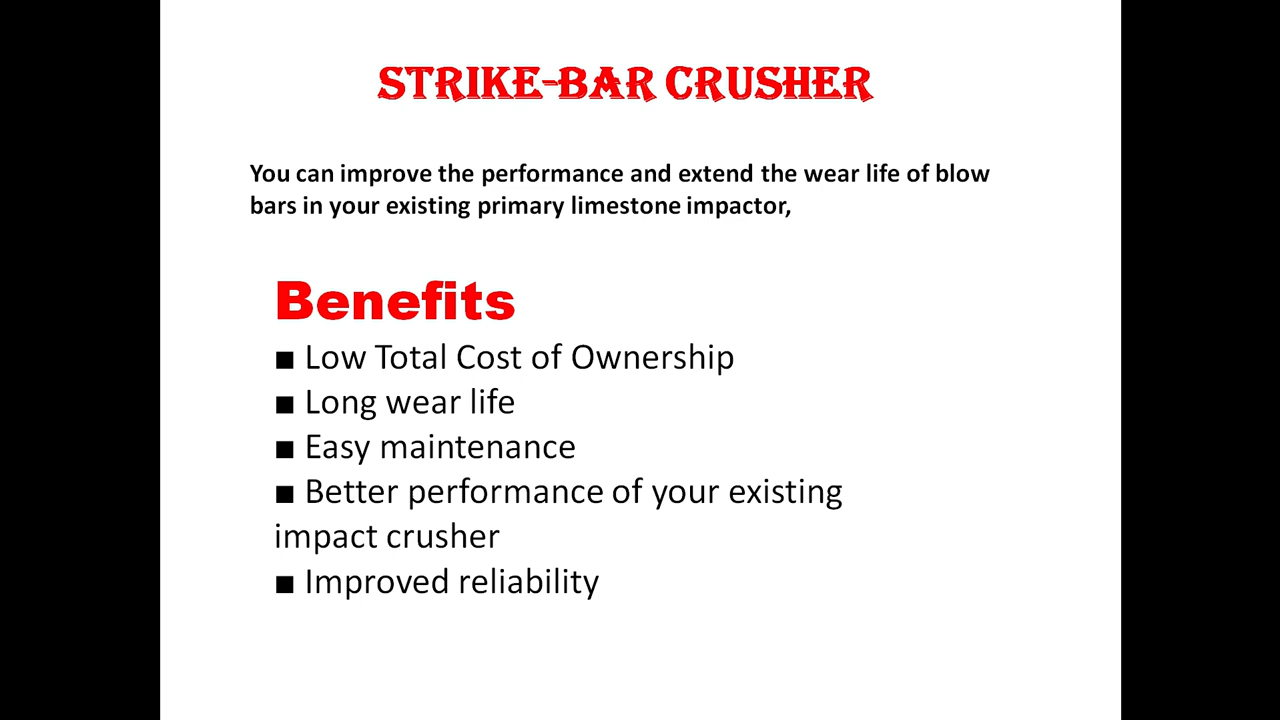 STRIKE-BAR CRUSHER
You can improve the performance and extend the wear life of blow
bars in your existing primary limestone impactor,
Benefits
■ Low Total Cost of Ownership
■ Long wear life
■ Easy maintenance
■ Better performance of your existing
impact crusher
■ Improved reliability